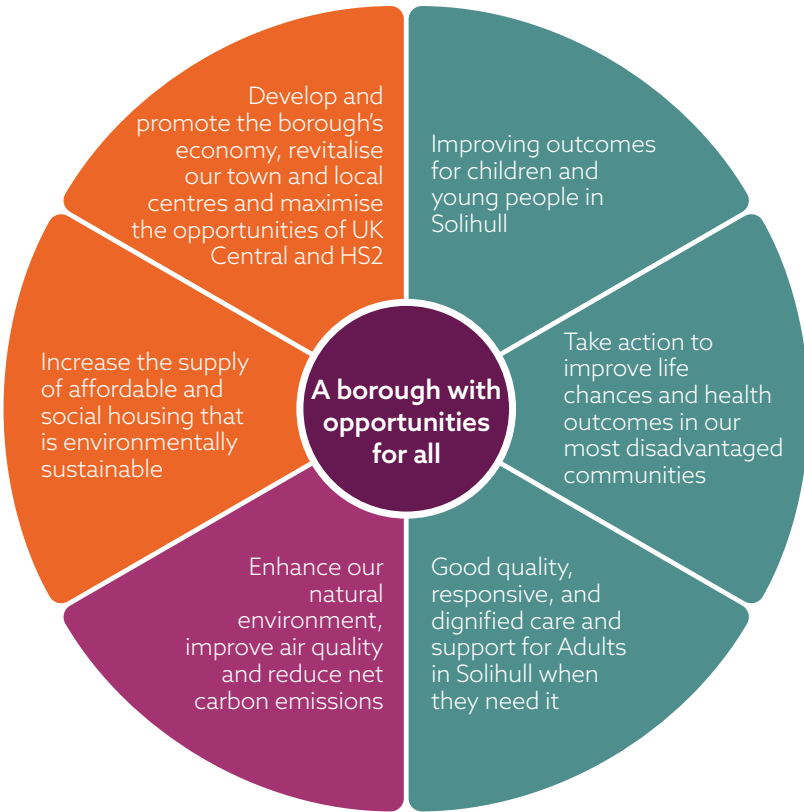 Develop and
promote the borough's
economy, revitalise
our town and local
centres and maximise
the opportunities of UK
Central and HS2
Improving outcomes
for children and
young people in
Solihull
Take action to
improve life
chances and health
outcomes in our
most disadvantaged
communities
Good quality,
responsive, and
dignified care and
support for Adults
in Solihull when
they need it
Enhance our
natural
environment,
improve air quality
and reduce net
carbon emissions
Increase the supply
of affordable and
social housing that
is environmentally
sustainable
A borough with
opportunities
for all